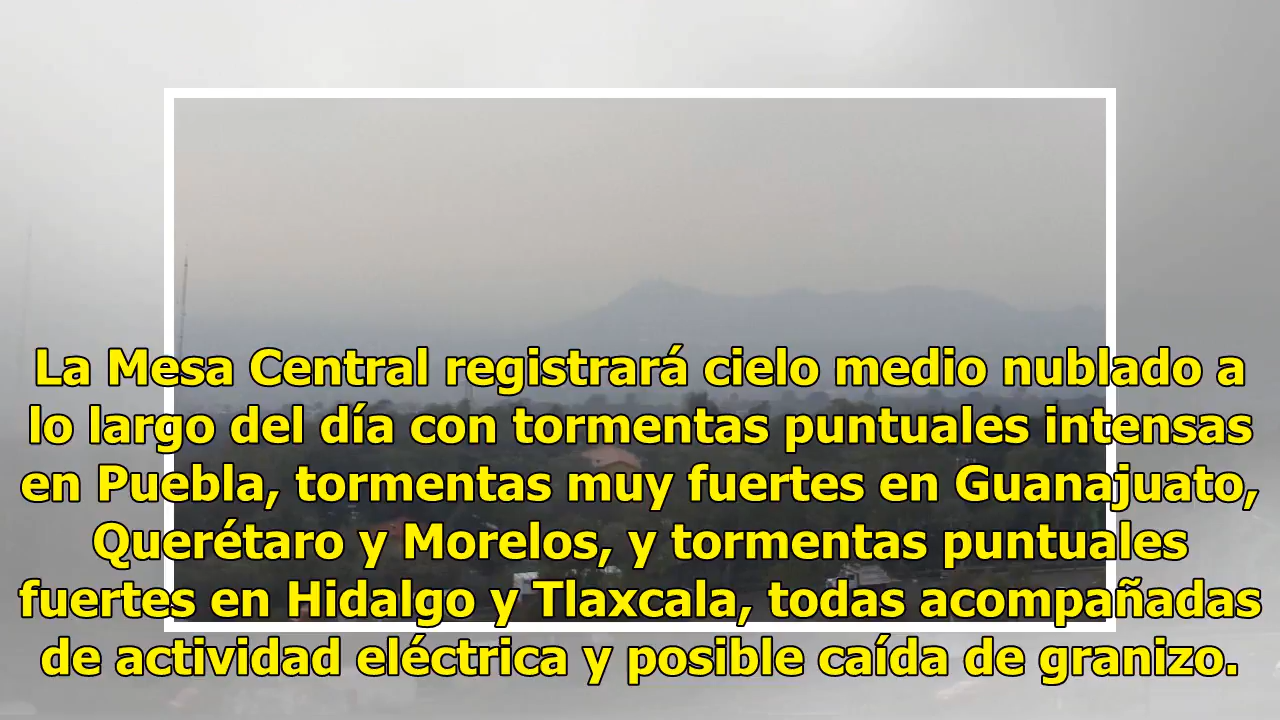 La Mesa Central registrará cielo medio nublado a
lo largo del día con tormentas puntuales intensas
en Puebla, tormentas muy fuertes en Guanajuato,
Querétaro y Morelos, y tormentas puntuales
fuertes en Hidalgo y Tlaxcala, todas acompañadas
de actividad eléctrica y posible caída de granizo.